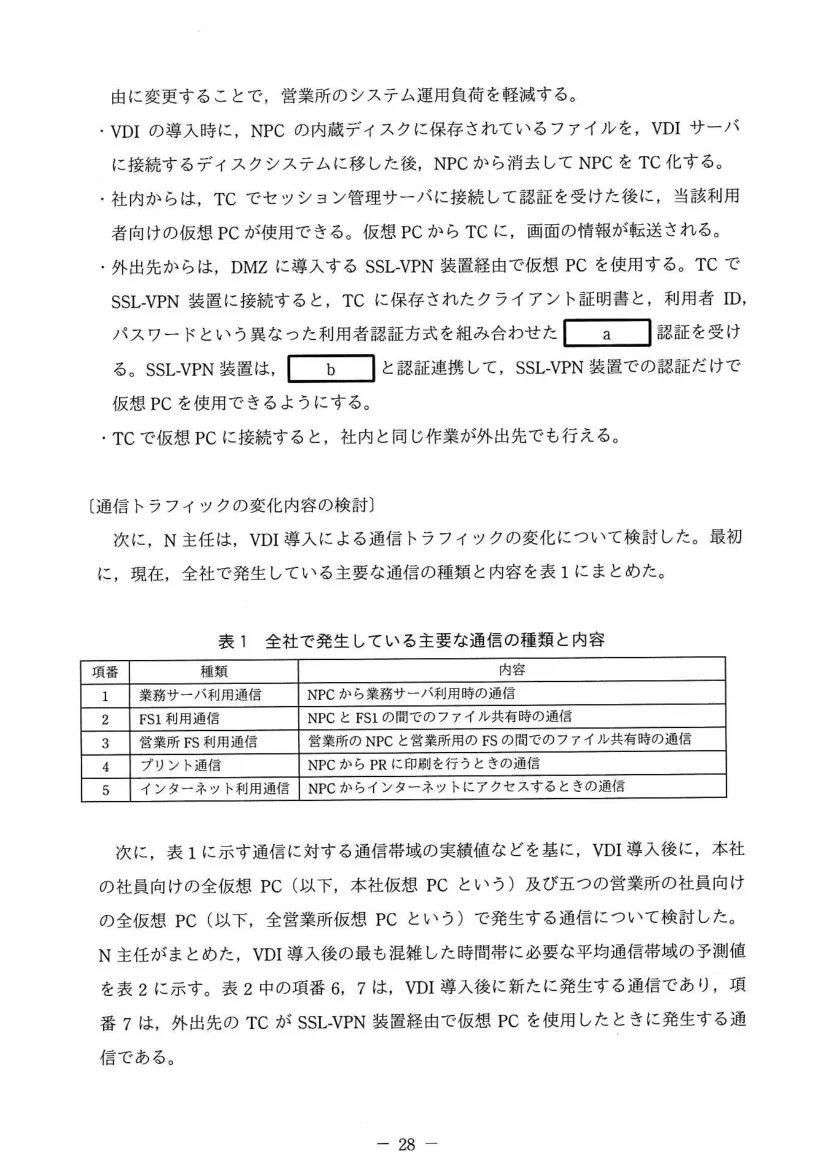 由に変更することで，営業所のシステム運用負荷を軽減する。
・VDI の導入時に，NPC の内蔵ディスクに保存されているファイルを，VDI サーバ
に接続するディスクシステムに移した後，NPC から消去して NPC を TC 化する。
・社内からは，TC でセッション管理サーバに接続して認証を受けた後に，当該利用
者向けの仮想 PC が使用できる。仮想 PC から TC に，画面の情報が転送される。
・外出先からは，DMZ に導入する SSL-VPN 装置経由で仮想 PC を使用する。TC で
SSL-VPN 装置に接続すると，TC に保存されたクライアント証明書と，利用者 ID，
パスワードという異なった利用者認証方式を組み合わせた a 認証を受け
る。SSL-VPN 装置は， b と認証連携して，SSL-VPN 装置での認証だけで
仮想 PC を使用できるようにする。
・TC で仮想 PC に接続すると，社内と同じ作業が外出先でも行える。
〔通信トラフィックの変化内容の検討〕
次に，N 主任は，VDI 導入による通信トラフィックの変化について検討した。最初
に，現在，全社で発生している主要な通信の種類と内容を表 1 にまとめた。
表 1 全社で発生している主要な通信の種類と内容
項番 種類 内容
1 業務サーバ利用通信 NPC から業務サーバ利用時の通信
2 FS1 利用通信 NPC と FS1 の間でのファイル共有時の通信
3 営業所 FS 利用通信 営業所の NPC と営業所用の FS の間でのファイル共有時の通信
4 プリント通信 NPC から PR に印刷を行うときの通信
5 インターネット利用通信 NPC からインターネットにアクセスするときの通信
次に，表 1 に示す通信に対する通信帯域の実績値などを基に，VDI 導入後に，本社
の社員向けの全仮想 PC（以下，本社仮想 PC という）及び五つの営業所の社員向け
の全仮想 PC（以下，全営業所仮想 PC という）で発生する通信について検討した。
N 主任がまとめた，VDI 導入後の最も混雑した時間帯に必要な平均通信帯域の予測値
を表 2 に示す。表 2 中の項番 6，7 は，VDI 導入後に新たに発生する通信であり，項
番 7 は，外出先の TC が SSL-VPN 装置経由で仮想 PC を使用したときに発生する通
信である。
－ 28 －